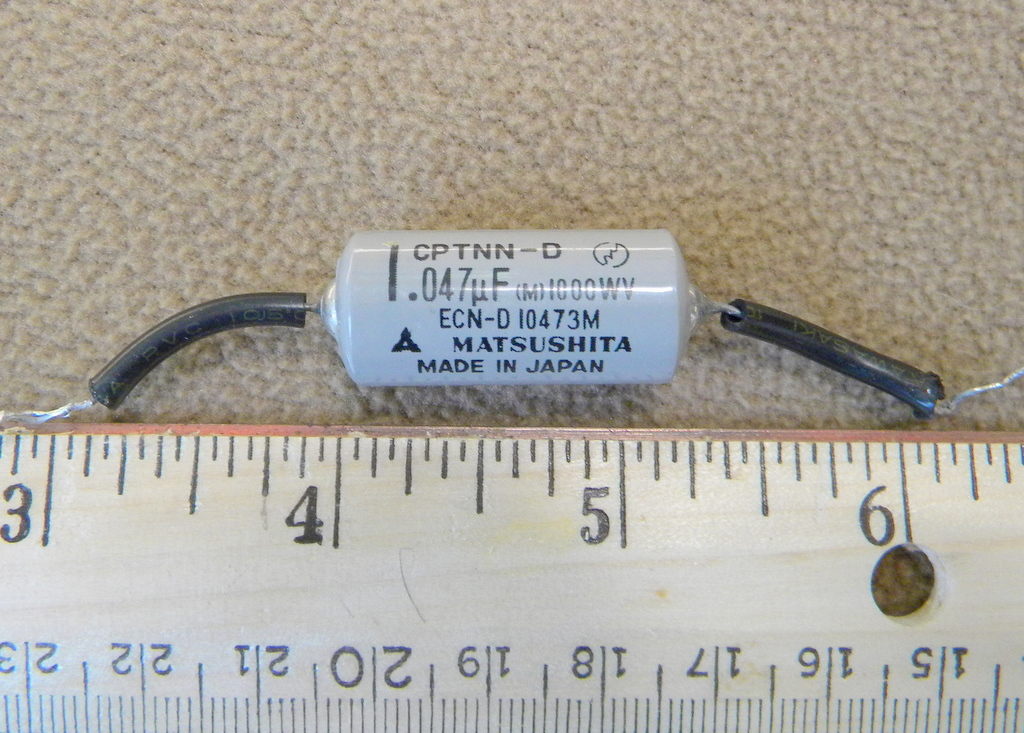 CPTNN-D
.047µF (M) 1000WV
ECN-D 10473M
MATSUSHITA
MADE IN JAPAN
P.V.C
3 4 5 6
23 22 21 20 19 18 17 16 15